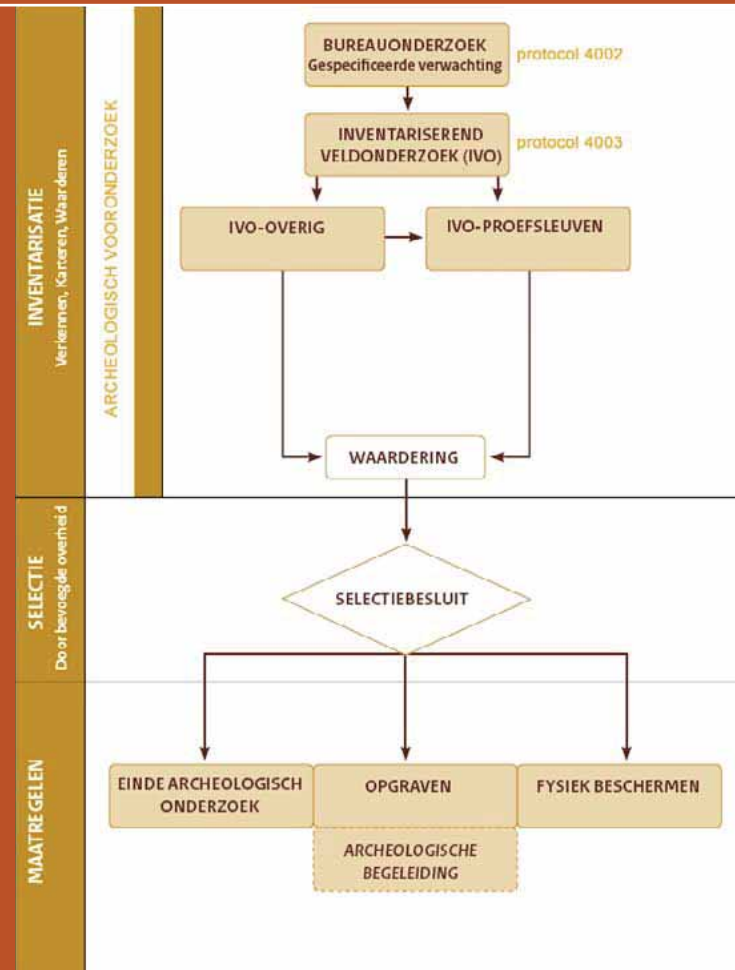 BUREAUONDERZOEK
Gespecificeerde verwachting
protocol 4002
INVENTARISEREND
VELDONDERZOEK (IVO)
protocol 4003
IVO-OVERIG
IVO-PROEFSLEUVEN
WAARDERING
INVENTARISATIE
Verkennen, Karteren, Waarderen
ARCHEOLOGISCH VOORONDERZOEK
SELECTIE
Door bevoegde overheid
SELECTIEBESLUIT
MAATREGELEN
EINDE ARCHEOLOGISCH
ONDERZOEK
OPGRAVEN
FYSIEK BESCHERMEN
ARCHEOLOGISCHE
BEGELEIDING